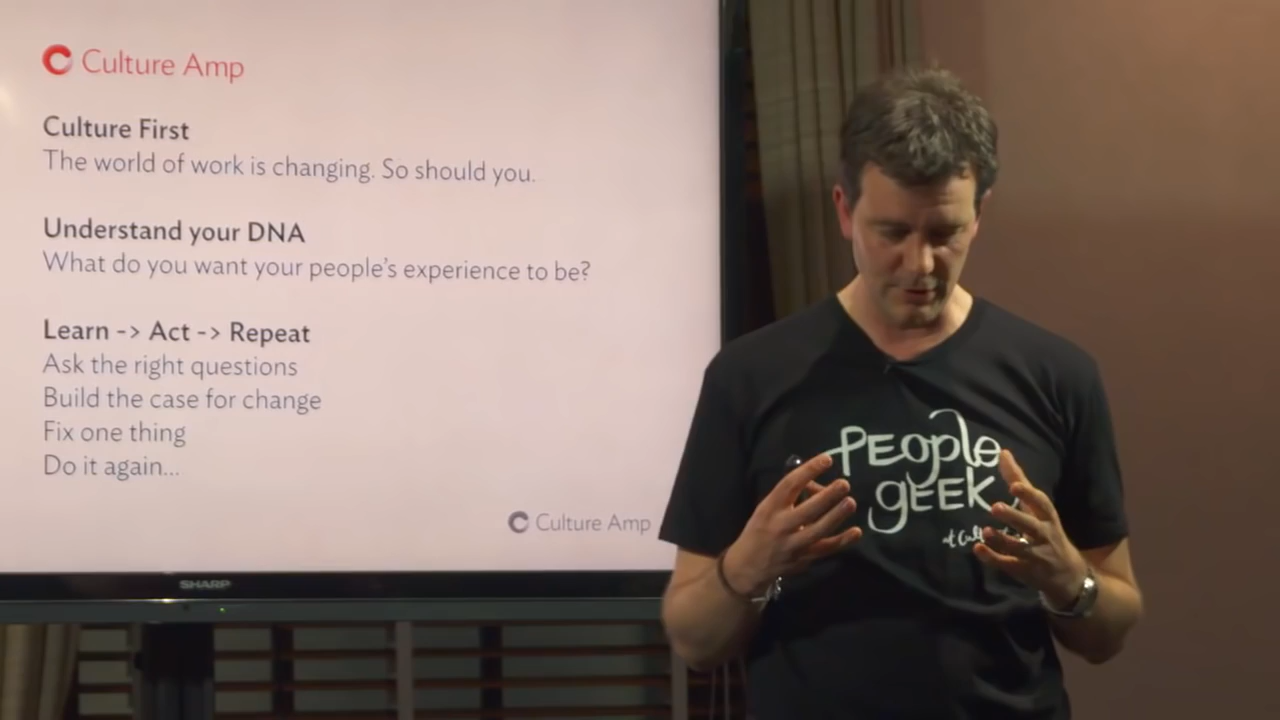 Culture Amp
Culture First
The world of work is changing. So should you.
Understand your DNA
What do you want your people's experience to be?
Learn -> Act -> Repeat
Ask the right questions
Build the case for change
Fix one thing
Do it again...
Culture Amp
SHARP
PEOPle
gEEK
at